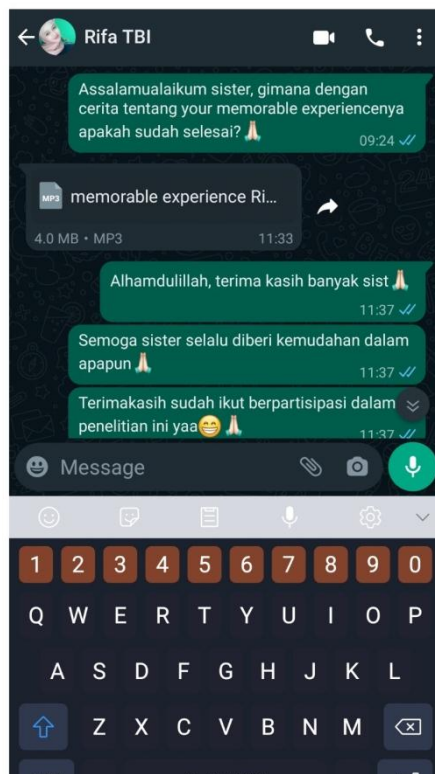 Rifa TBI
Assalamualaikum sister, gimana dengan
cerita tentang your memorable experiencenya
apakah sudah selesai?🙏🏻
09:24
MP3
memorable experience Ri...
4.0 MB • MP3
11:33
Alhamdulillah, terima kasih banyak sist🙏🏻
11:37
Semoga sister selalu diberi kemudahan dalam
apapun🙏🏻
11:37
Terimakasih sudah ikut berpartisipasi dalam
penelitian ini yaa😁🙏🏻
11:37
Message
1 2 3 4 5 6 7 8 9 0
Q W E R T Y U I O P
A S D F G H J K L
Z X C V B N M